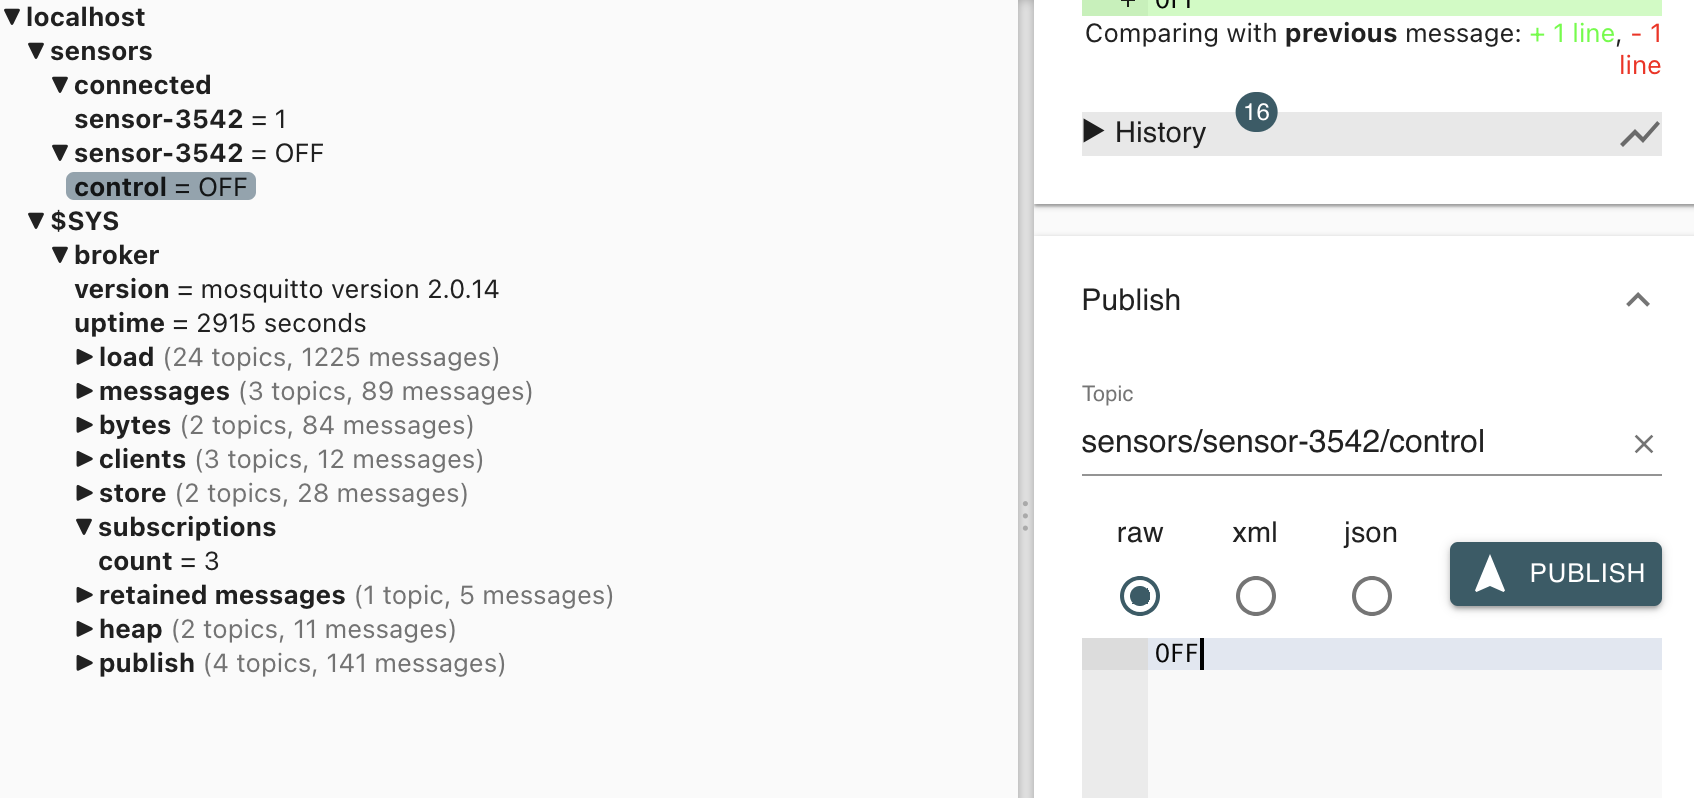 localhost
sensors
connected
sensor-3542 = 1
sensor-3542 = OFF
control = OFF
$SYS
broker
version = mosquitto version 2.0.14
uptime = 2915 seconds
load (24 topics, 1225 messages)
messages (3 topics, 89 messages)
bytes (2 topics, 84 messages)
clients (3 topics, 12 messages)
store (2 topics, 28 messages)
subscriptions
count = 3
retained messages (1 topic, 5 messages)
heap (2 topics, 11 messages)
publish (4 topics, 141 messages)
+ OFF
Comparing with previous message: + 1 line, - 1
line
History 16
Publish
Topic
sensors/sensor-3542/control
raw xml json
PUBLISH
OFF